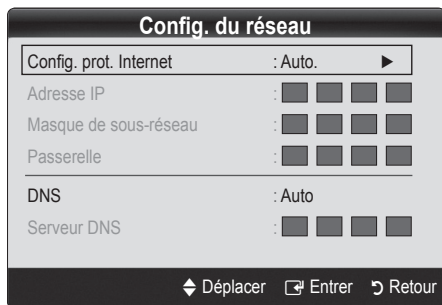 Config. du réseau
Config. prot. Internet : Auto. ►
Adresse IP :
Masque de sous-réseau :
Passerelle :
DNS : Auto
Serveur DNS :
Déplacer Entrer Retour